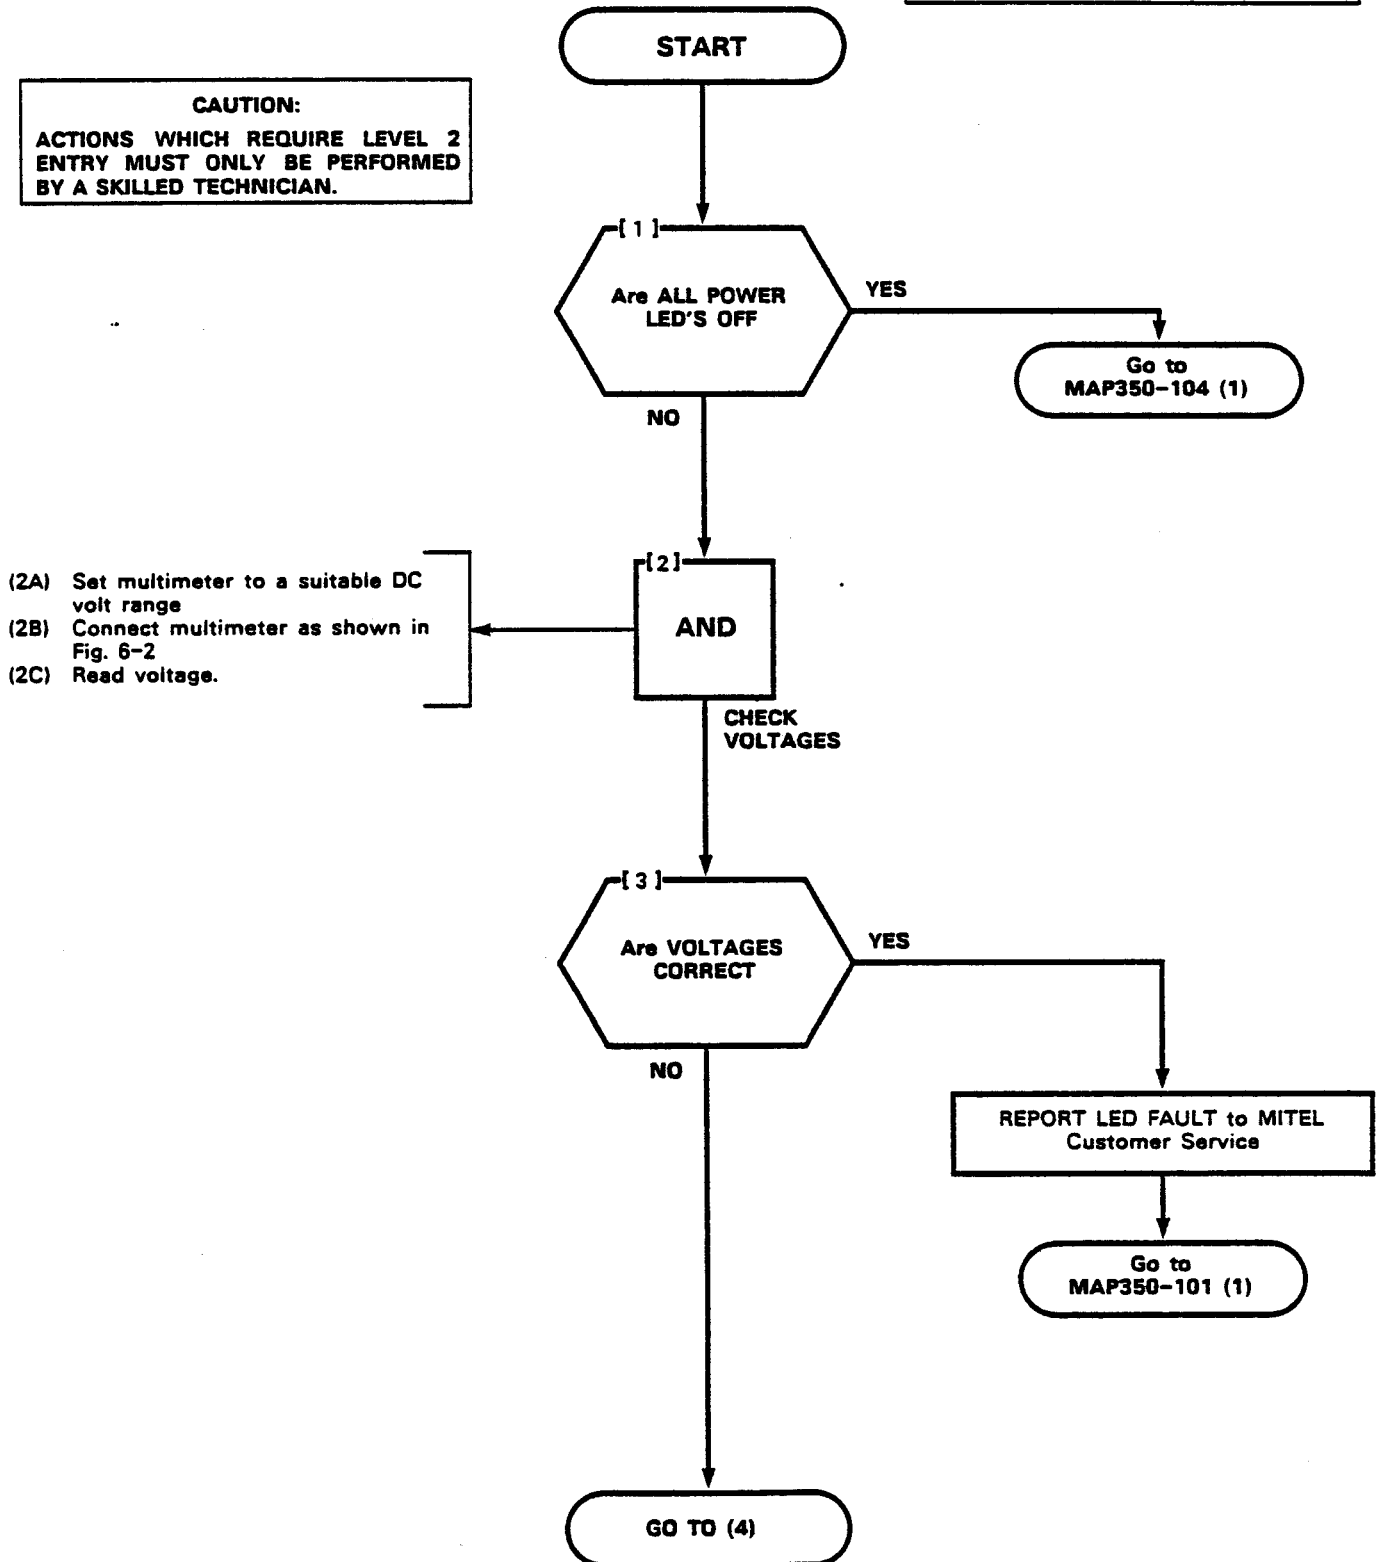 START
CAUTION:
ACTIONS WHICH REQUIRE LEVEL 2
ENTRY MUST ONLY BE PERFORMED
BY A SKILLED TECHNICIAN.
[ 1 ]
Are ALL POWER
LED'S OFF
YES
Go to
MAP350-104 (1)
NO
[2]
AND
(2A) Set multimeter to a suitable DC
volt range
(2B) Connect multimeter as shown in
Fig. 6-2
(2C) Read voltage.
CHECK
VOLTAGES
[ 3 ]
Are VOLTAGES
CORRECT
YES
NO
REPORT LED FAULT to MITEL
Customer Service
Go to
MAP350-101 (1)
GO TO (4)